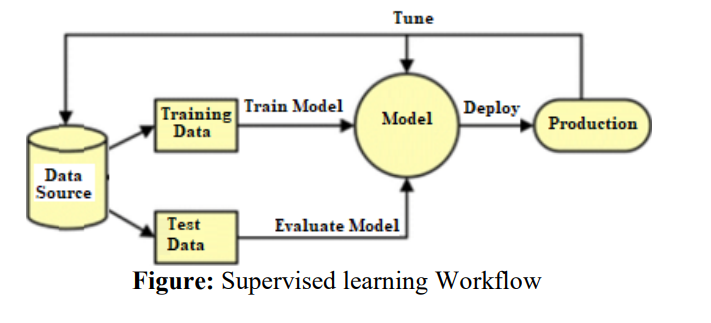 Tune
Training
Data
Train Model
Model
Deploy
Production
Data
Source
Test
Data
Evaluate Model
Figure: Supervised learning Workflow